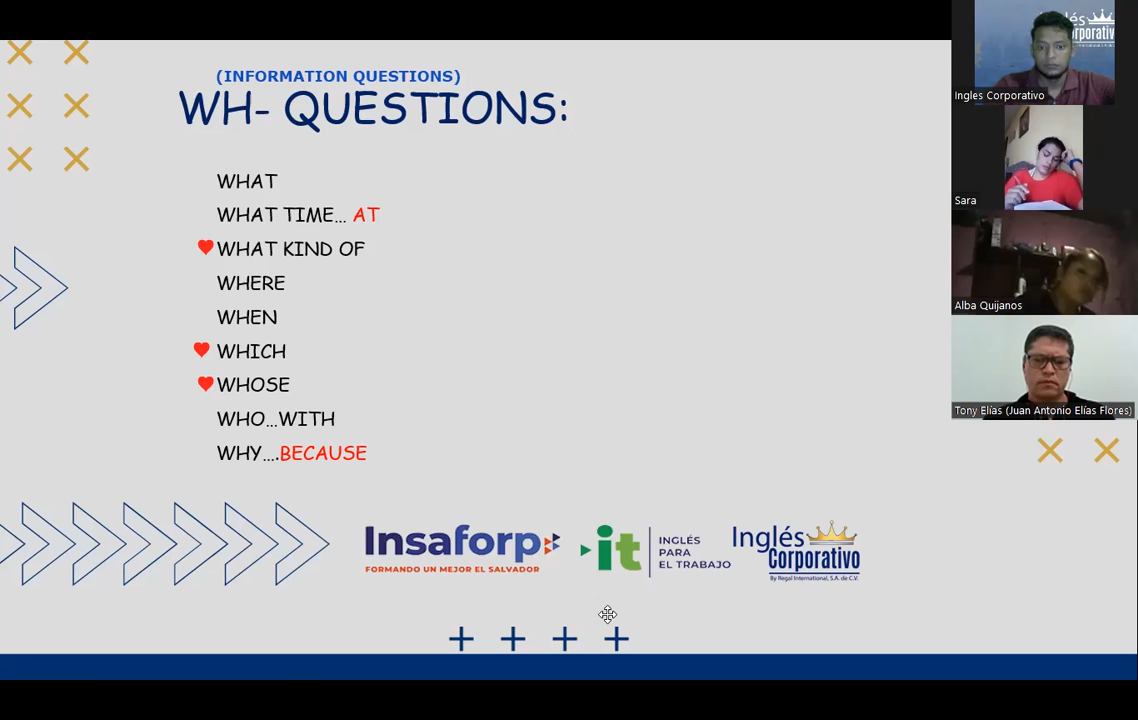 (INFORMATION QUESTIONS)
WH- QUESTIONS:
WHAT
WHAT TIME... AT
WHAT KIND OF
WHERE
WHEN
WHICH
WHOSE
WHO...WITH
WHY....BECAUSE
Insaforp
FORMANDO UN MEJOR EL SALVADOR
it
INGLÉS
PARA
EL TRABAJO
Inglés
Corporativo
By Regal International, S.A. de C.V.
Ingles Corporativo
Sara
Alba Quijanos
Tony Elías (Juan Antonio Elías Flores)